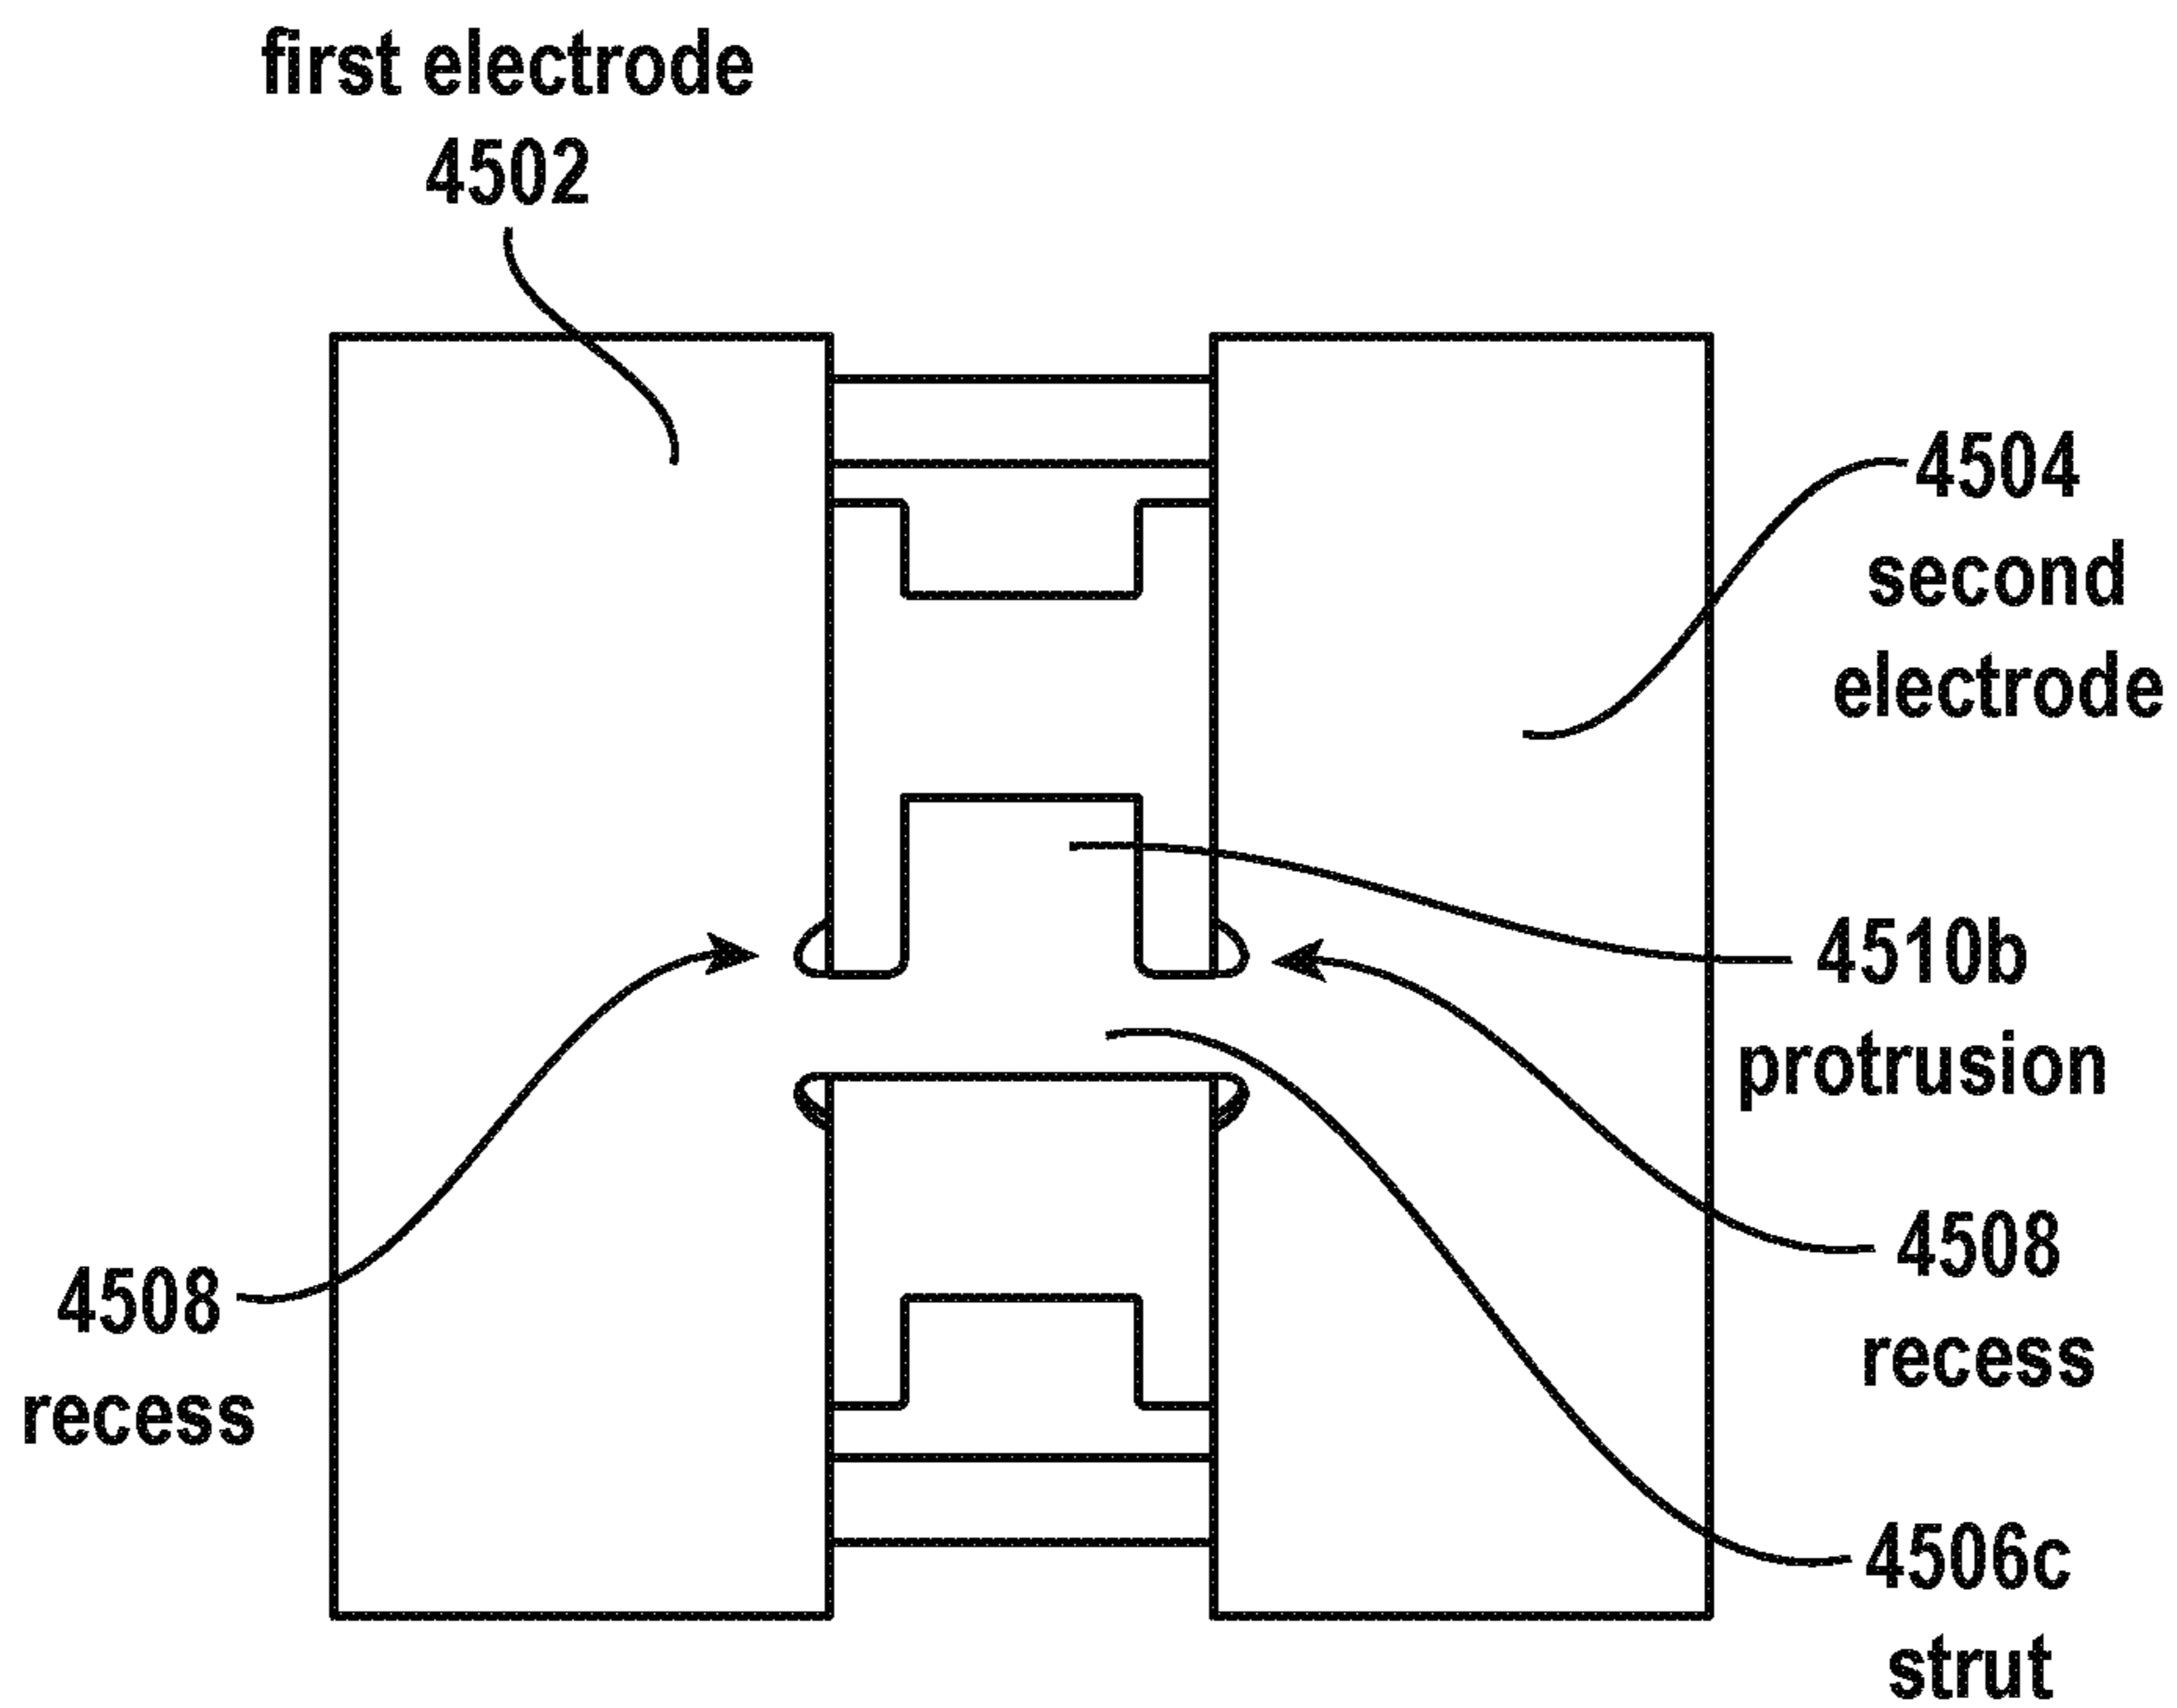 first electrode
4502
4504
second
electrode
4510b
protrusion
4508
recess
4508
recess
4506c
strut